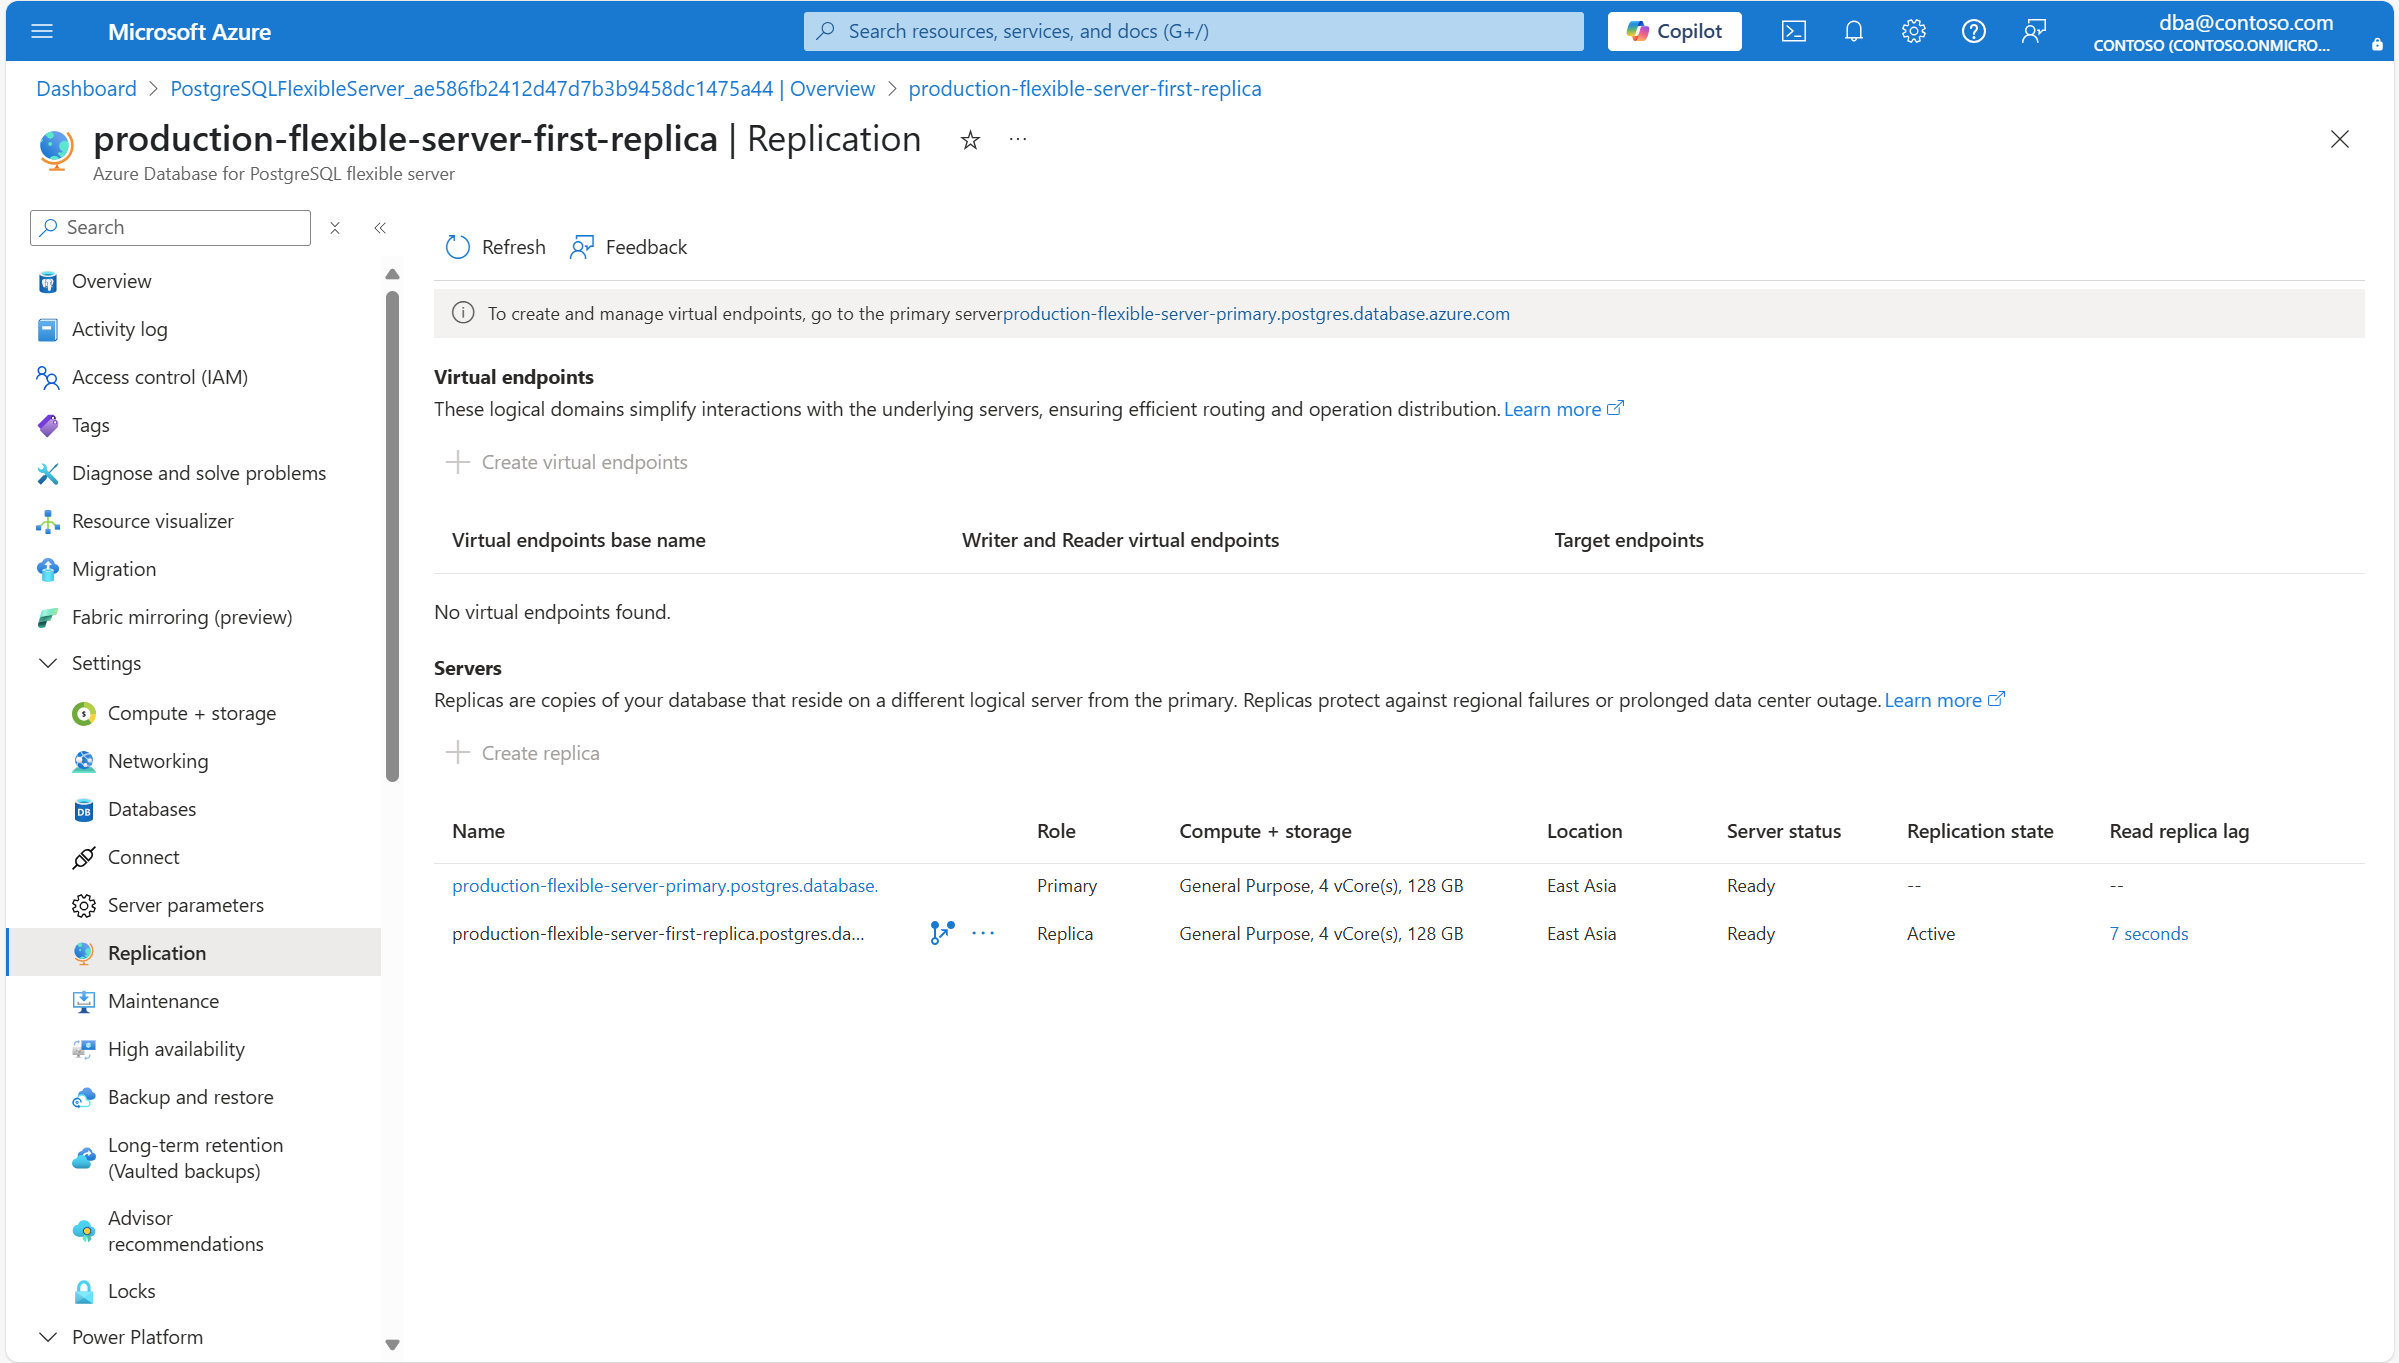 Microsoft Azure
Search resources, services, and docs (G+/)
Copilot
dba@contoso.com
CONTOSO (CONTOSO.ONMICRO...
Dashboard > PostgreSQLFlexibleServer_ae586fb2412d47d7b3b9458dc1475a44 | Overview > production-flexible-server-first-replica
production-flexible-server-first-replica | Replication
Azure Database for PostgreSQL flexible server
Search
Overview
Activity log
Access control (IAM)
Tags
Diagnose and solve problems
Resource visualizer
Migration
Fabric mirroring (preview)
Settings
Compute + storage
Networking
Databases
Connect
Server parameters
Replication
Maintenance
High availability
Backup and restore
Long-term retention
(Vaulted backups)
Advisor
recommendations
Locks
Power Platform
Refresh Feedback
To create and manage virtual endpoints, go to the primary serverproduction-flexible-server-primary.postgres.database.azure.com
Virtual endpoints
These logical domains simplify interactions with the underlying servers, ensuring efficient routing and operation distribution. Learn more
Create virtual endpoints
Virtual endpoints base name Writer and Reader virtual endpoints Target endpoints
No virtual endpoints found.
Servers
Replicas are copies of your database that reside on a different logical server from the primary. Replicas protect against regional failures or prolonged data center outage. Learn more
Create replica
Name Role Compute + storage Location Server status Replication state Read replica lag
production-flexible-server-primary.postgres.database. Primary General Purpose, 4 vCore(s), 128 GB East Asia Ready -- --
production-flexible-server-first-replica.postgres.da... Replica General Purpose, 4 vCore(s), 128 GB East Asia Ready Active 7 seconds